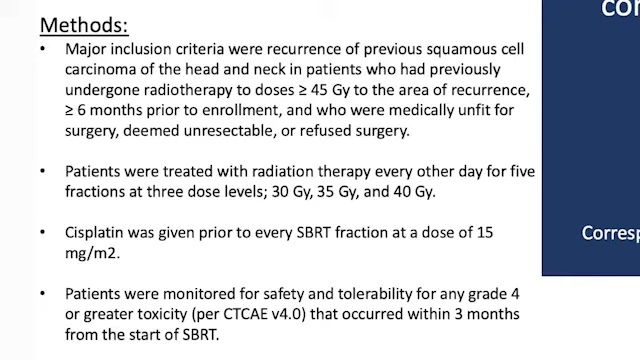 Methods:
• Major inclusion criteria were recurrence of previous squamous cell
carcinoma of the head and neck in patients who had previously
undergone radiotherapy to doses ≥ 45 Gy to the area of recurrence,
≥ 6 months prior to enrollment, and who were medically unfit for
surgery, deemed unresectable, or refused surgery.
• Patients were treated with radiation therapy every other day for five
fractions at three dose levels; 30 Gy, 35 Gy, and 40 Gy.
• Cisplatin was given prior to every SBRT fraction at a dose of 15
mg/m2.
• Patients were monitored for safety and tolerability for any grade 4
or greater toxicity (per CTCAE v4.0) that occurred within 3 months
from the start of SBRT.
con
Corresp